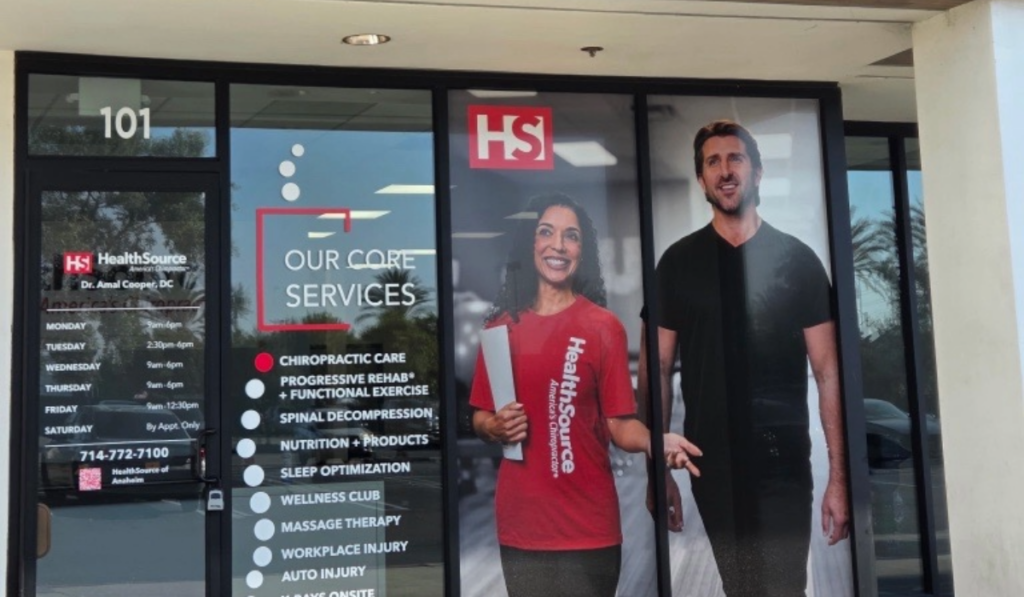 101
HS HealthSource
America's Chiropractor
Dr. Amal Cooper, DC
MONDAY 9am-6pm
TUESDAY 2:30pm-6pm
WEDNESDAY 9am-6pm
THURSDAY 9am-6pm
FRIDAY 9am-12:30pm
SATURDAY By Appt. Only
714-772-7100
HealthSource of
Anaheim
OUR CORE
SERVICES
CHIROPRACTIC CARE
PROGRESSIVE REHAB®
+ FUNCTIONAL EXERCISE
SPINAL DECOMPRESSION
NUTRITION + PRODUCTS
SLEEP OPTIMIZATION
WELLNESS CLUB
MASSAGE THERAPY
WORKPLACE INJURY
AUTO INJURY
X-RAYS ONSITE
HS
HealthSource
America's Chiropractor®